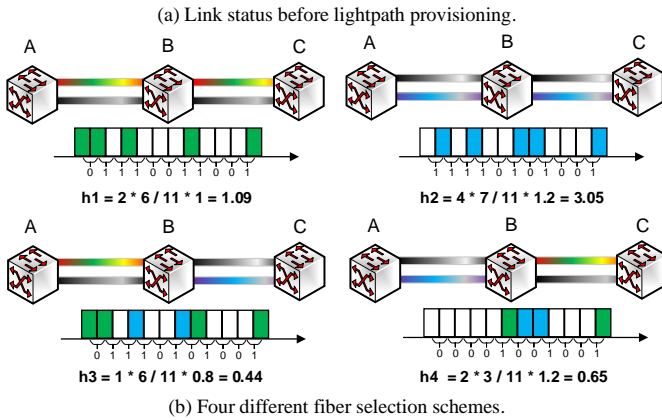 (a) Link status before lightpath provisioning.
A B C
A B C
0 1 1 1 0 0 1 1 0 0 1
1 1 1 1 0 1 0 1 0 0 1
h1 = 2 * 6 / 11 * 1 = 1.09
h2 = 4 * 7 / 11 * 1.2 = 3.05
A B C
A B C
0 1 1 1 0 1 0 1 0 0 1
0 0 0 0 1 0 0 1 0 0 1
h3 = 1 * 6 / 11 * 0.8 = 0.44
h4 = 2 * 3 / 11 * 1.2 = 0.65
(b) Four different fiber selection schemes.